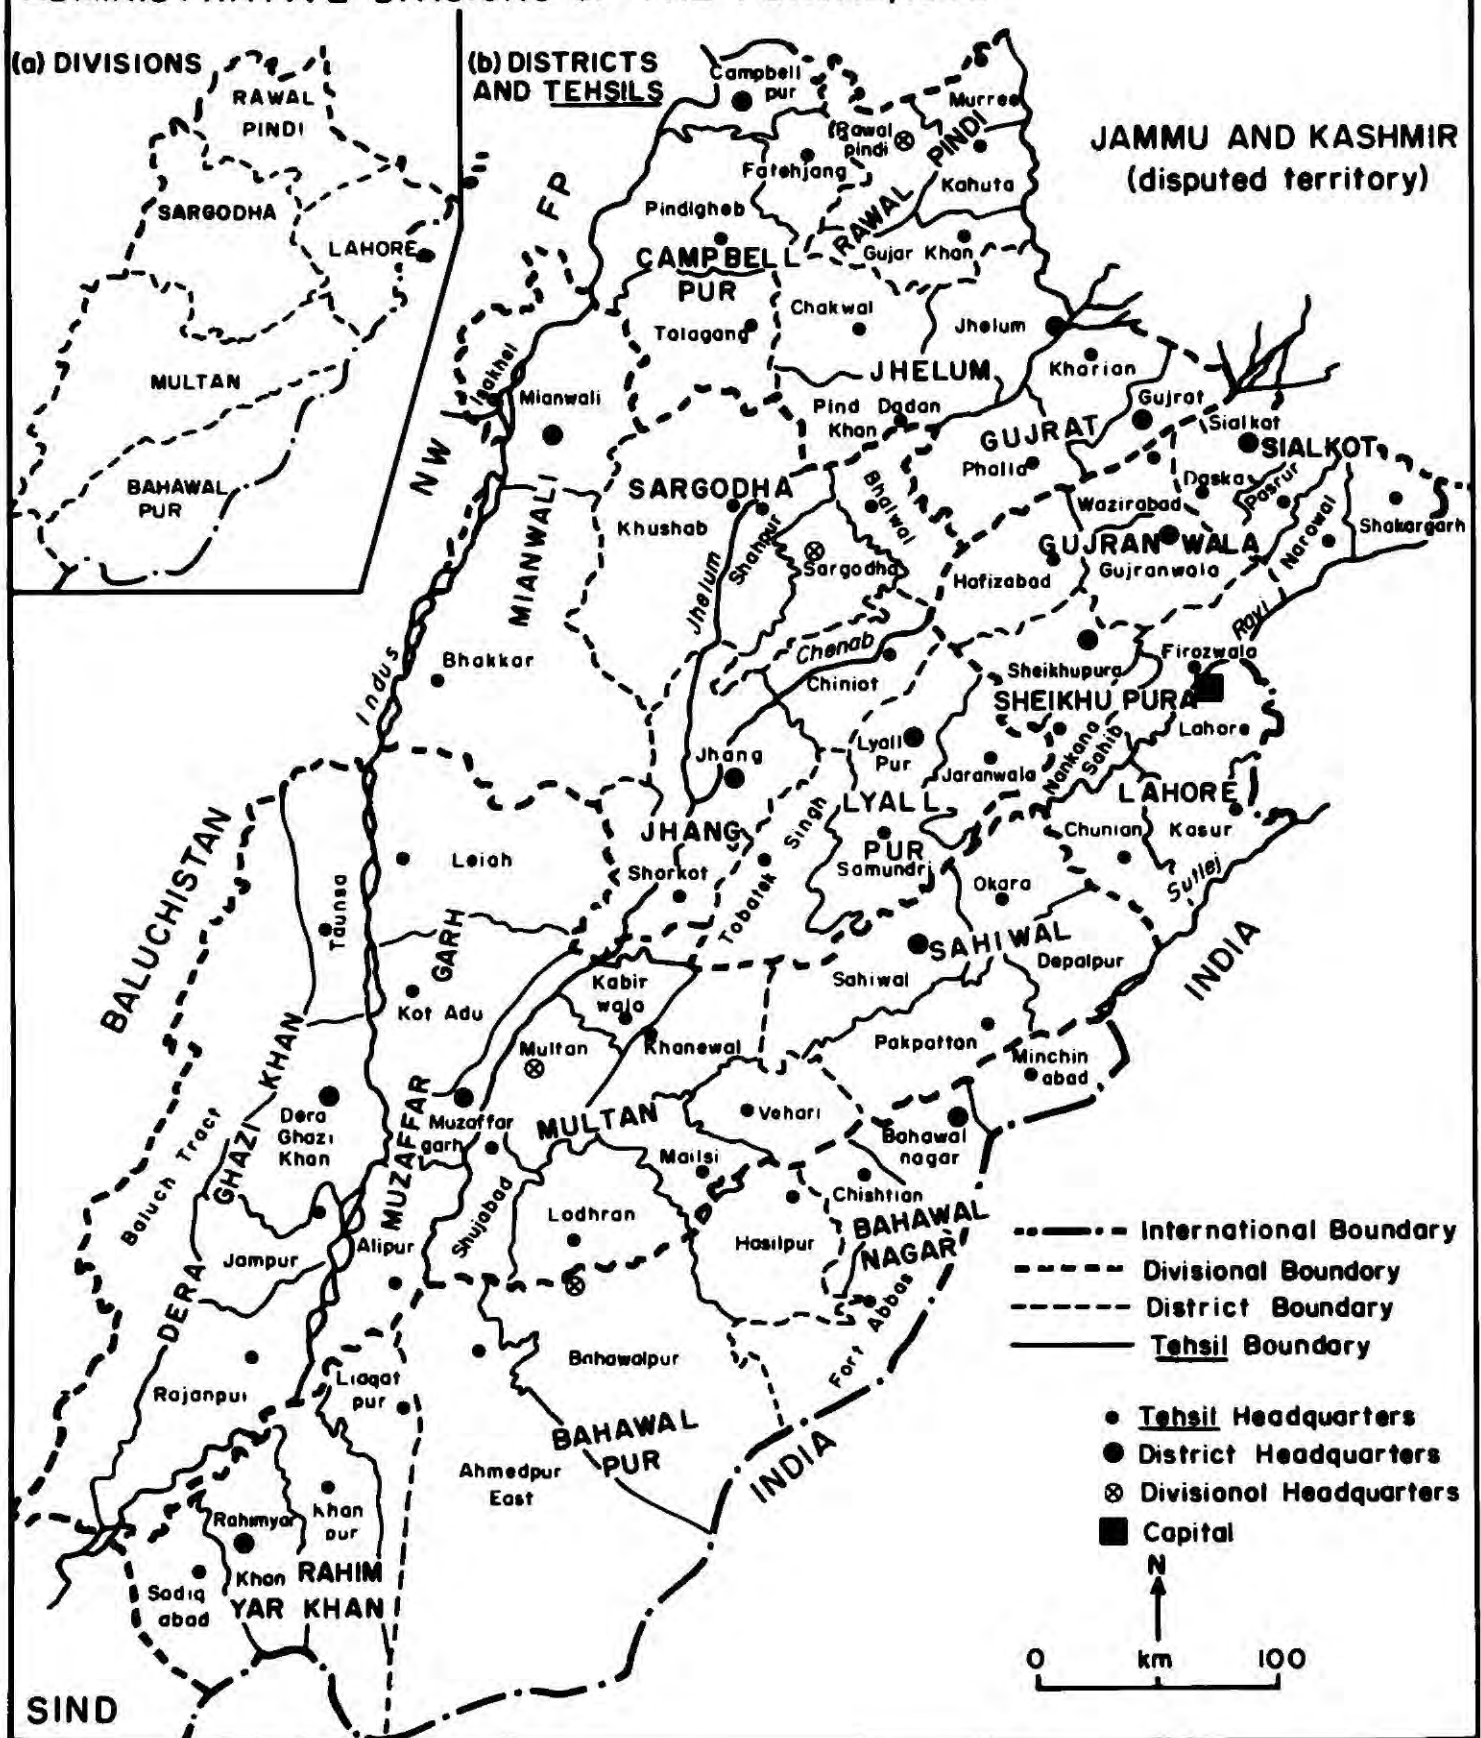 (a) DIVISIONS
RAWAL
PINDI
SARGODHA
LAHORE
MULTAN
BAHAWAL
PUR
(b) DISTRICTS
AND TEHSILS
JAMMU AND KASHMIR
(disputed territory)
Campbell
pur
Murree
Rawal
pindi
RAWAL PINDI
Fatehjang
Kahuta
NW FP
Pindigheb
Gujar Khan
CAMPBELL
PUR
Chakwal
Talagang
Jhelum
Isakhel
JHELUM
Kharian
Mianwali
Pind Dadan
Khan
Gujrat
GUJRAT
Sialkot
SIALKOT
Phalia
SARGODHA
Bhalwal
Daska
Pasrur
Khushab
Wazirabad
Narowal
Shakargarh
MIANWALI
Shahpur
Jhelum
Sargodha
GUJRAN WALA
Hafizabad
Gujranwala
Ravi
Indus
Bhakkar
Chenab
Chiniot
Sheikhupura
Firozwala
SHEIKHU PURA
Lahore
Nankana
Sahib
Jhang
Lyall
Pur
Jaranwala
LAHORE
LYALL
PUR
JHANG
Tobatek Singh
Chunian
Kasur
BALUCHISTAN
Leiah
Shorkot
Samundri
Okara
Sutlej
Taunsa
SAHIWAL
INDIA
Kabir
wala
Sahiwal
Depalpur
Kot Adu
Multan
Khanewal
Pakpattan
Minchin
abad
MUZAFFAR GARH
Dera
Ghazi
Khan
Muzaffar
garh
MULTAN
Vehari
Bahawal
nagar
DERA GHAZI KHAN
Baluch Tract
Mailsi
Chishtian
Shujabad
Lodhran
BAHAWAL
NAGAR
Jampur
Alipur
Hasilpur
Fort Abbas
Rajanpur
Liaqat
pur
Bahawalpur
BAHAWAL
PUR
INDIA
Ahmedpur
East
Rahimyar
Khan
Khan
pur
RAHIM
YAR KHAN
Sadiq
abad
SIND
International Boundary
Divisional Boundary
District Boundary
Tehsil Boundary
Tehsil Headquarters
District Headquarters
Divisional Headquarters
Capital
N
0 km 100